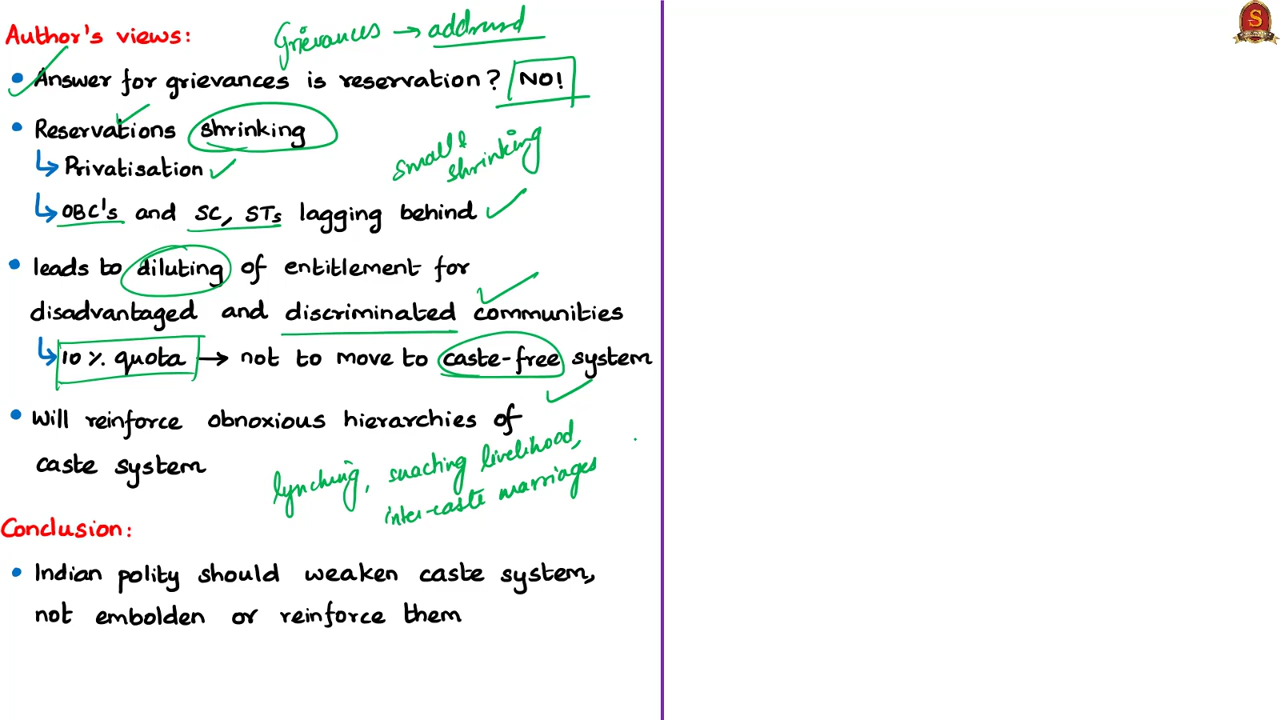 Author's views:
Grievances → addressed
• Answer for grievances is reservation? NO!
• Reservations shrinking
↳ Privatisation
small & shrinking
↳ OBC's and SC, STs lagging behind
• leads to diluting of entitlement for
disadvantaged and discriminated communities
↳ 10% quota → not to move to caste-free system
• Will reinforce obnoxious hierarchies of
caste system
lynching, snaching livelihood,
inter-caste marriages
Conclusion:
• Indian polity should weaken caste system,
not embolden or reinforce them
S